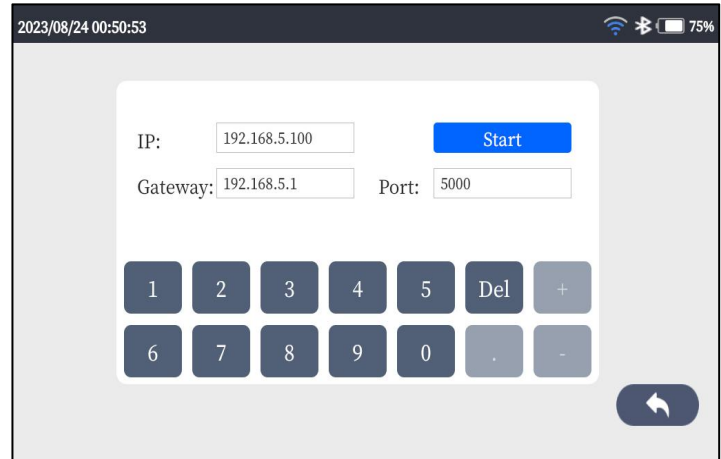 2023/08/24 00:50:53 75%
IP: 192.168.5.100 Start
Gateway: 192.168.5.1 Port: 5000
1 2 3 4 5 Del +
6 7 8 9 0 . -